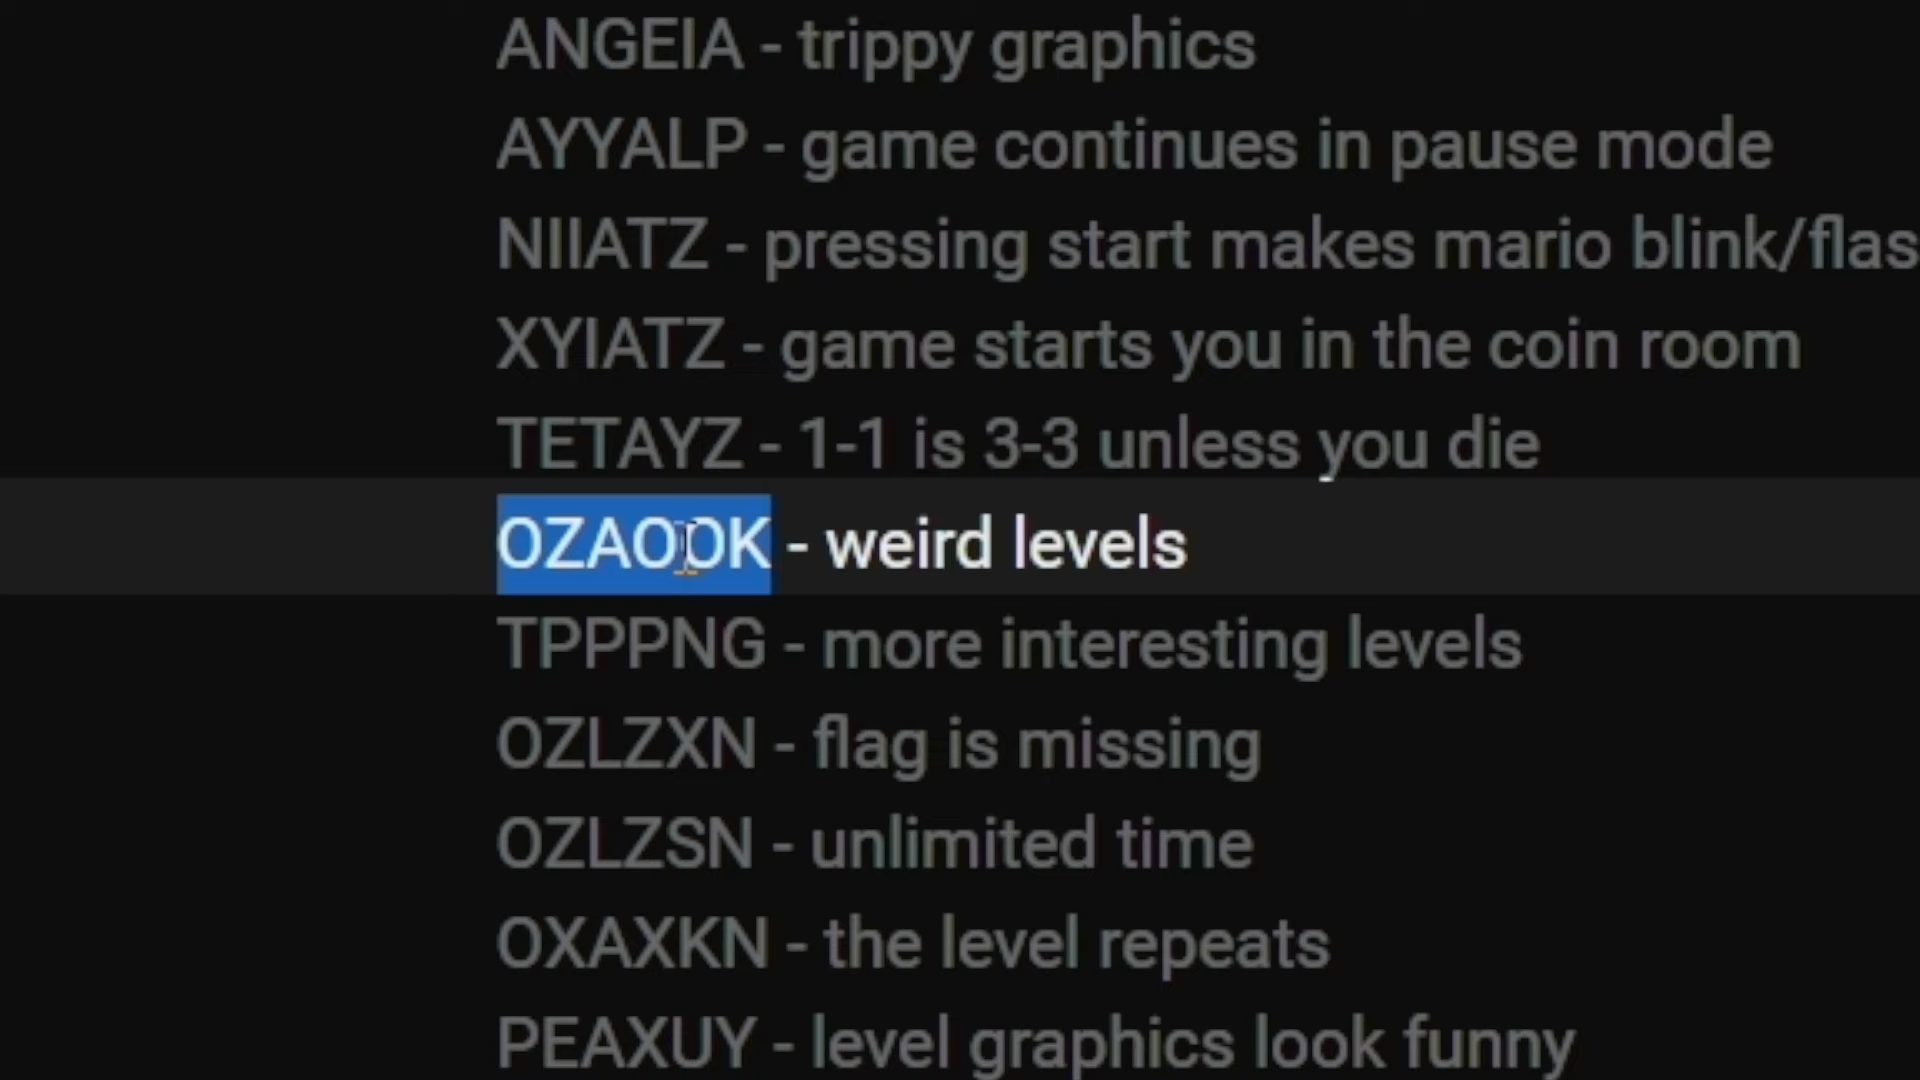 ANGEIA - trippy graphics
AYYALP - game continues in pause mode
NIIATZ - pressing start makes mario blink/flas
XYIATZ - game starts you in the coin room
TETAYZ - 1-1 is 3-3 unless you die
OZAOOK - weird levels
TPPPNG - more interesting levels
OZLZXN - flag is missing
OZLZSN - unlimited time
OXAXKN - the level repeats
PEAXUY - level graphics look funny